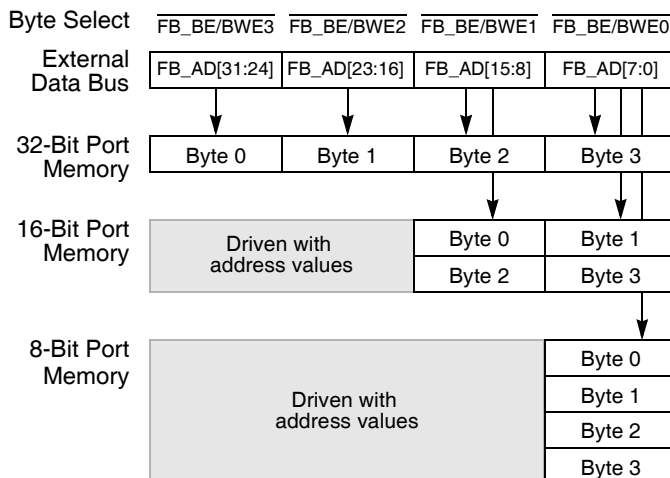 Byte Select FB_BE/BWE3 FB_BE/BWE2 FB_BE/BWE1 FB_BE/BWE0
External
Data Bus FB_AD[31:24] FB_AD[23:16] FB_AD[15:8] FB_AD[7:0]
32-Bit Port
Memory Byte 0 Byte 1 Byte 2 Byte 3
16-Bit Port
Memory
Driven with
address values
Byte 0 Byte 1
Byte 2 Byte 3
8-Bit Port
Memory
Driven with
address values
Byte 0
Byte 1
Byte 2
Byte 3